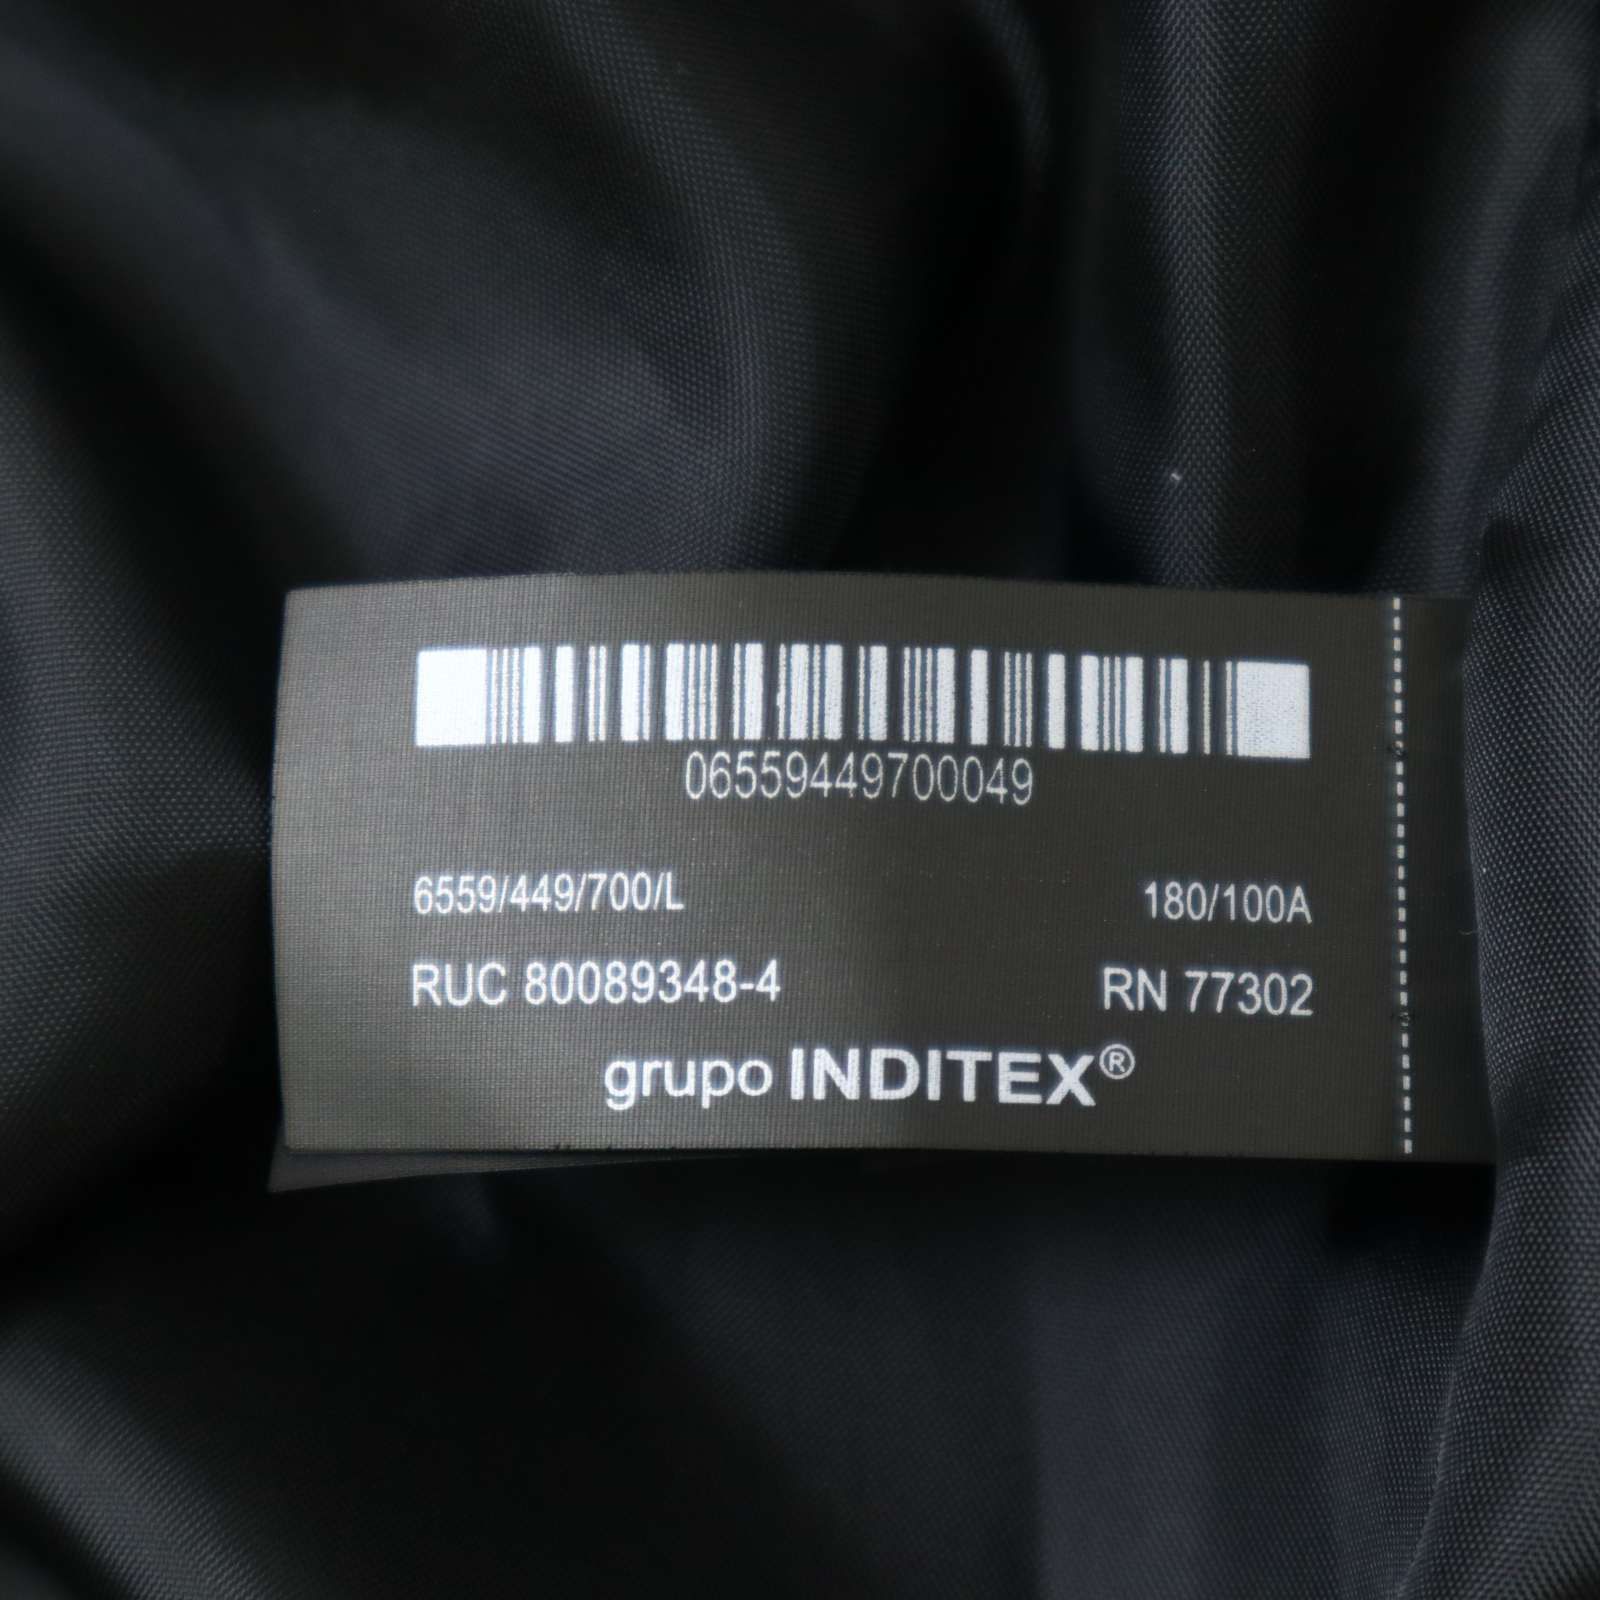 06559449700049
6559/449/700/L 180/100A
RUC 80089348-4 RN 77302
grupo INDITEX®